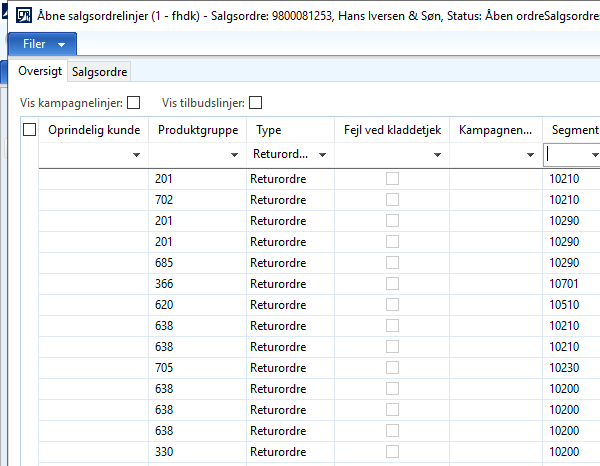 Åbne salgsordrelinjer (1 - fhdk) - Salgsordre: 9800081253, Hans Iversen & Søn, Status: Åben ordreSalgsordre:
Filer
Oversigt Salgsordre
Vis kampagnelinjer: Vis tilbudslinjer:
Oprindelig kunde Produktgruppe Type Fejl ved kladdetjek Kampagnen... Segment
Returord...
201 Returordre 10210
702 Returordre 10210
201 Returordre 10290
201 Returordre 10290
685 Returordre 10290
366 Returordre 10701
620 Returordre 10510
638 Returordre 10210
638 Returordre 10210
705 Returordre 10230
638 Returordre 10200
638 Returordre 10200
638 Returordre 10200
330 Returordre 10200